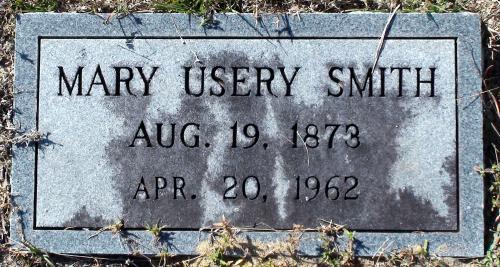 MARY USERY SMITH
AUG. 19, 1873
APR. 20, 1962